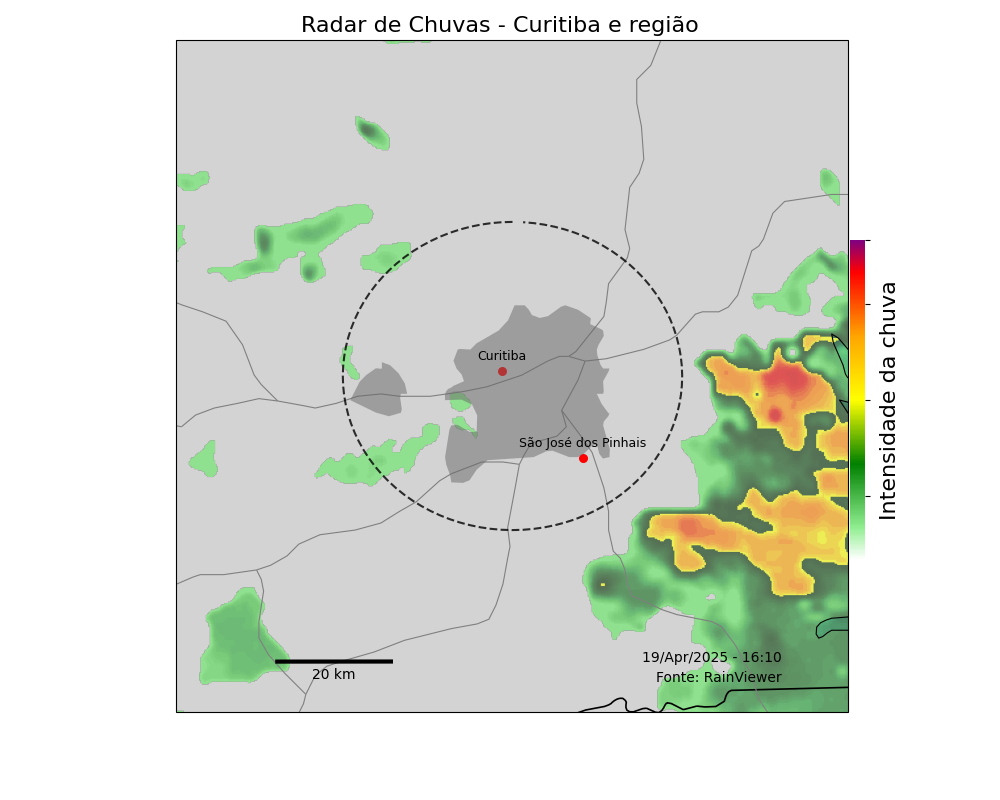 Radar de Chuvas - Curitiba e região
Curitiba
São José dos Pinhais
Intensidade da chuva
19/Apr/2025 - 16:10
Fonte: RainViewer
20 km